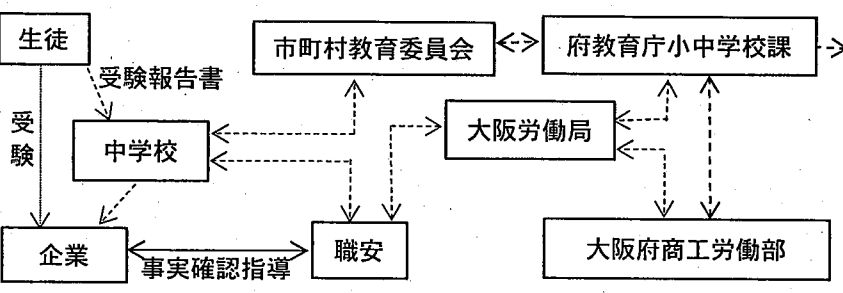 生徒
市町村教育委員会
府教育庁小中学校課
受験報告書
受験
中学校
大阪労働局
企業
事実確認指導
職安
大阪府商工労働部